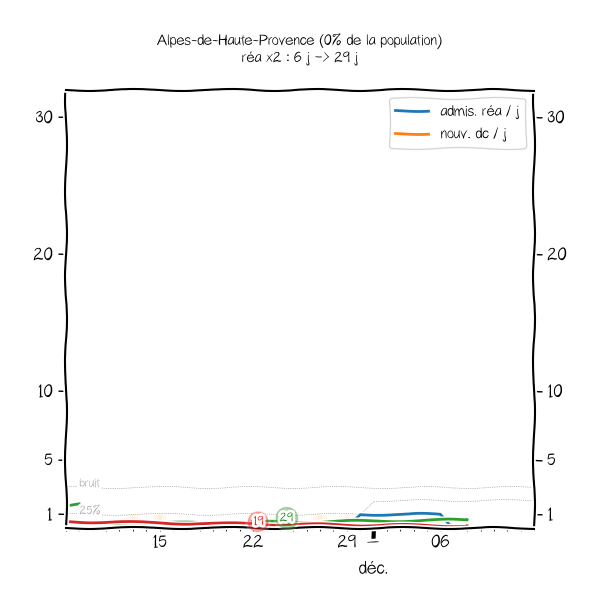 Alpes-de-Haute-Provence (0% de la population)
réa x2 : 6 j -> 29 j
admis. réa / j
nouv. dc / j
30
30
20
20
10
10
5
5
bruit
25%
1
1
19
29
15
22
29
06
déc.